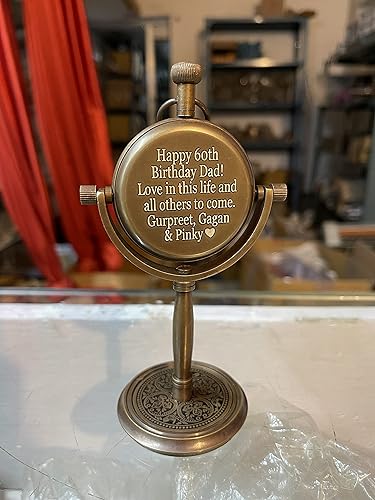 Happy 60th
Birthday Dad!
Love in this life and
all others to come.
Gurpreet, Gagan
& Pinky ♥